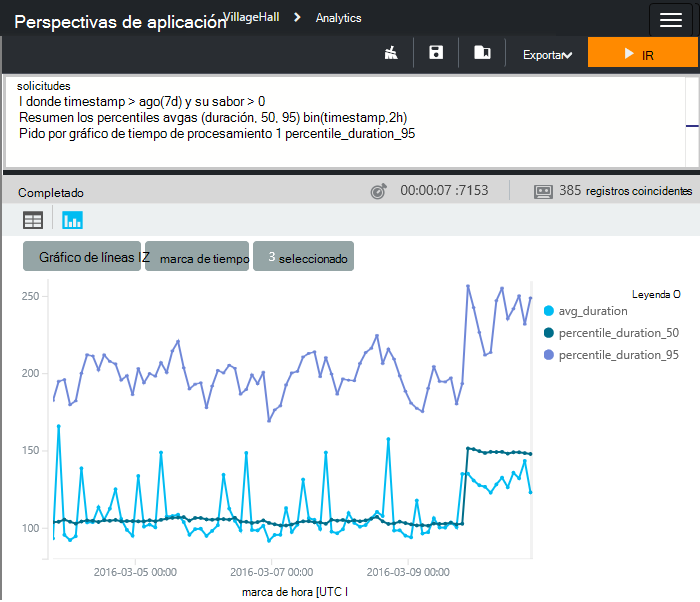 Perspectivas de aplicación VillageHall > Analytics
Exportar IR
solicitudes
I donde timestamp > ago(7d) y su sabor > 0
Resumen los percentiles avgas (duración, 50, 95) bin(timestamp,2h)
Pido por gráfico de tiempo de procesamiento 1 percentile_duration_95
Completado 00:00:07 :7153 385 registros coincidentes
Gráfico de líneas IZ marca de tiempo 3 seleccionado
Leyenda O
avg_duration
percentile_duration_50
percentile_duration_95
250
200
150
100
2016-03-05 00:00 2016-03-07 00:00 2016-03-09 00:00
marca de hora [UTC I